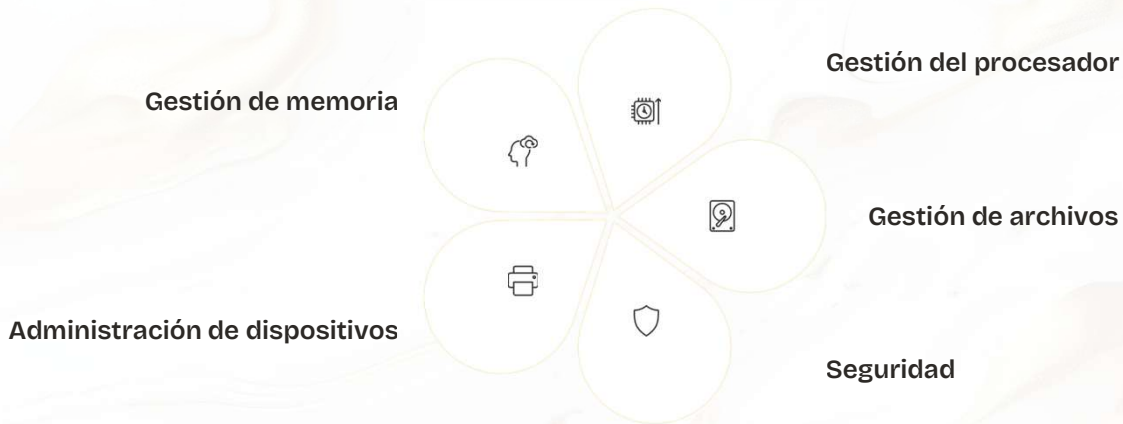 Gestión del procesador
Gestión de memoria
Gestión de archivos
Administración de dispositivos
Seguridad